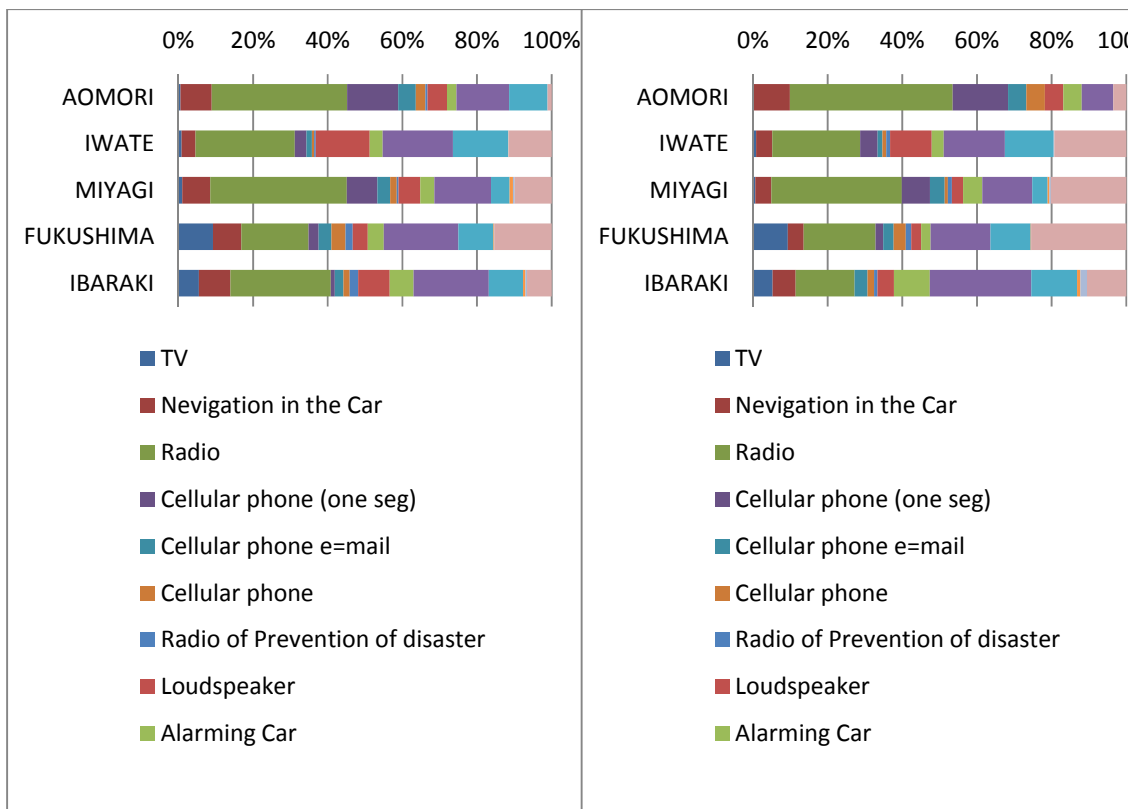 0% 20% 40% 60% 80% 100%
AOMORI
IWATE
MIYAGI
FUKUSHIMA
IBARAKI
TV
Nevigation in the Car
Radio
Cellular phone (one seg)
Cellular phone e=mail
Cellular phone
Radio of Prevention of disaster
Loudspeaker
Alarming Car
0% 20% 40% 60% 80% 100
AOMORI
IWATE
MIYAGI
FUKUSHIMA
IBARAKI
TV
Nevigation in the Car
Radio
Cellular phone (one seg)
Cellular phone e=mail
Cellular phone
Radio of Prevention of disaster
Loudspeaker
Alarming Car